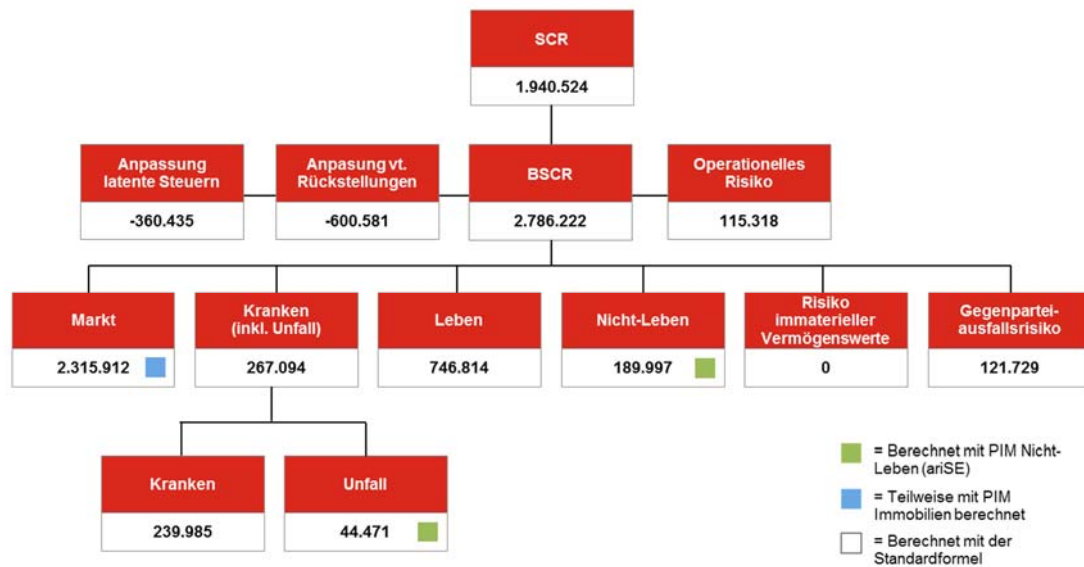 SCR
1.940.524
Anpassung
latente Steuern
-360.435
Anpasung vt.
Rückstellungen
-600.581
BSCR
2.786.222
Operationelles
Risiko
115.318
Markt
2.315.912
Kranken
(inkl. Unfall)
267.094
Leben
746.814
Nicht-Leben
189.997
Risiko
immaterieller
Vermögenswerte
0
Gegenpartei-
ausfallsrisiko
121.729
Kranken
239.985
Unfall
44.471
= Berechnet mit PIM Nicht-
Leben (ariSE)
= Teilweise mit PIM
Immobilien berechnet
= Berechnet mit der
Standardformel